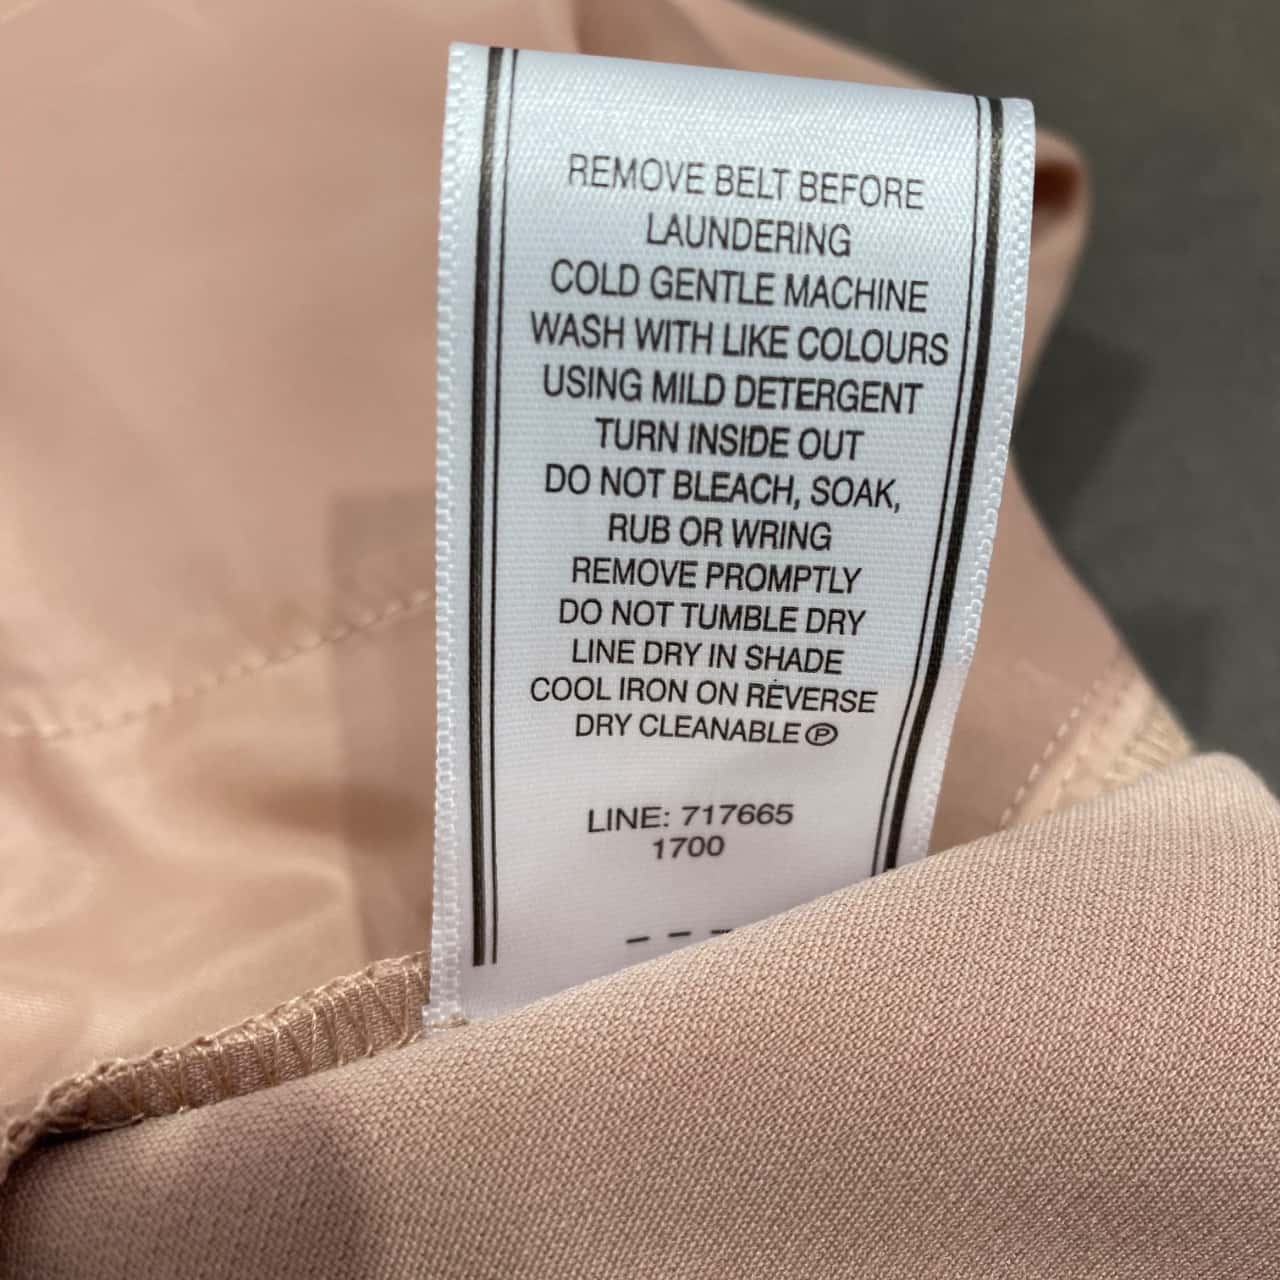 REMOVE BELT BEFORE
LAUNDERING
COLD GENTLE MACHINE
WASH WITH LIKE COLOURS
USING MILD DETERGENT
TURN INSIDE OUT
DO NOT BLEACH, SOAK,
RUB OR WRING
REMOVE PROMPTLY
DO NOT TUMBLE DRY
LINE DRY IN SHADE
COOL IRON ON REVERSE
DRY CLEANABLE Ⓟ
LINE: 717665
1700